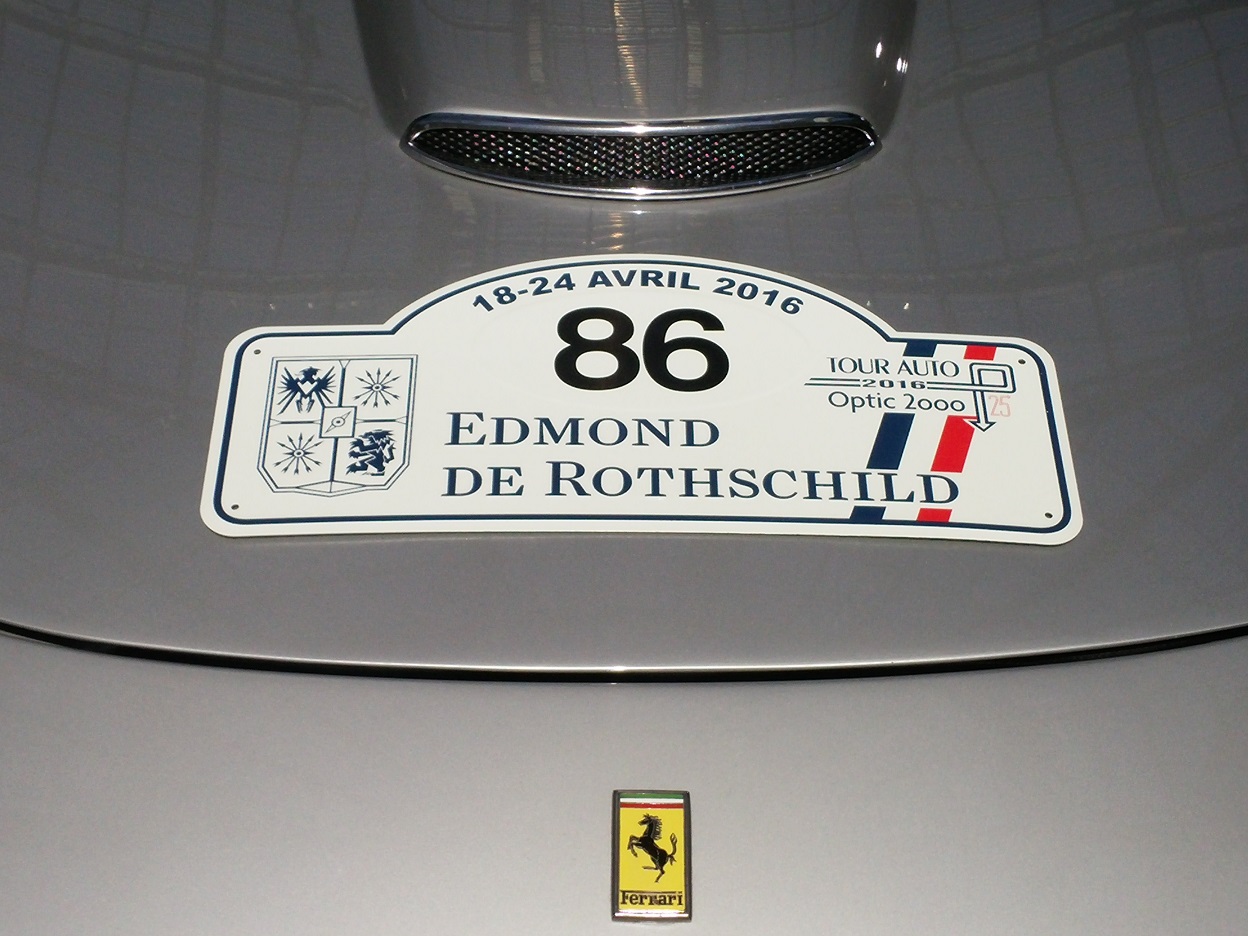 18-24 AVRIL 2016
86
TOUR AUTO
2016
Optic 2ooo
25
EDMOND
DE ROTHSCHILD
Ferrari